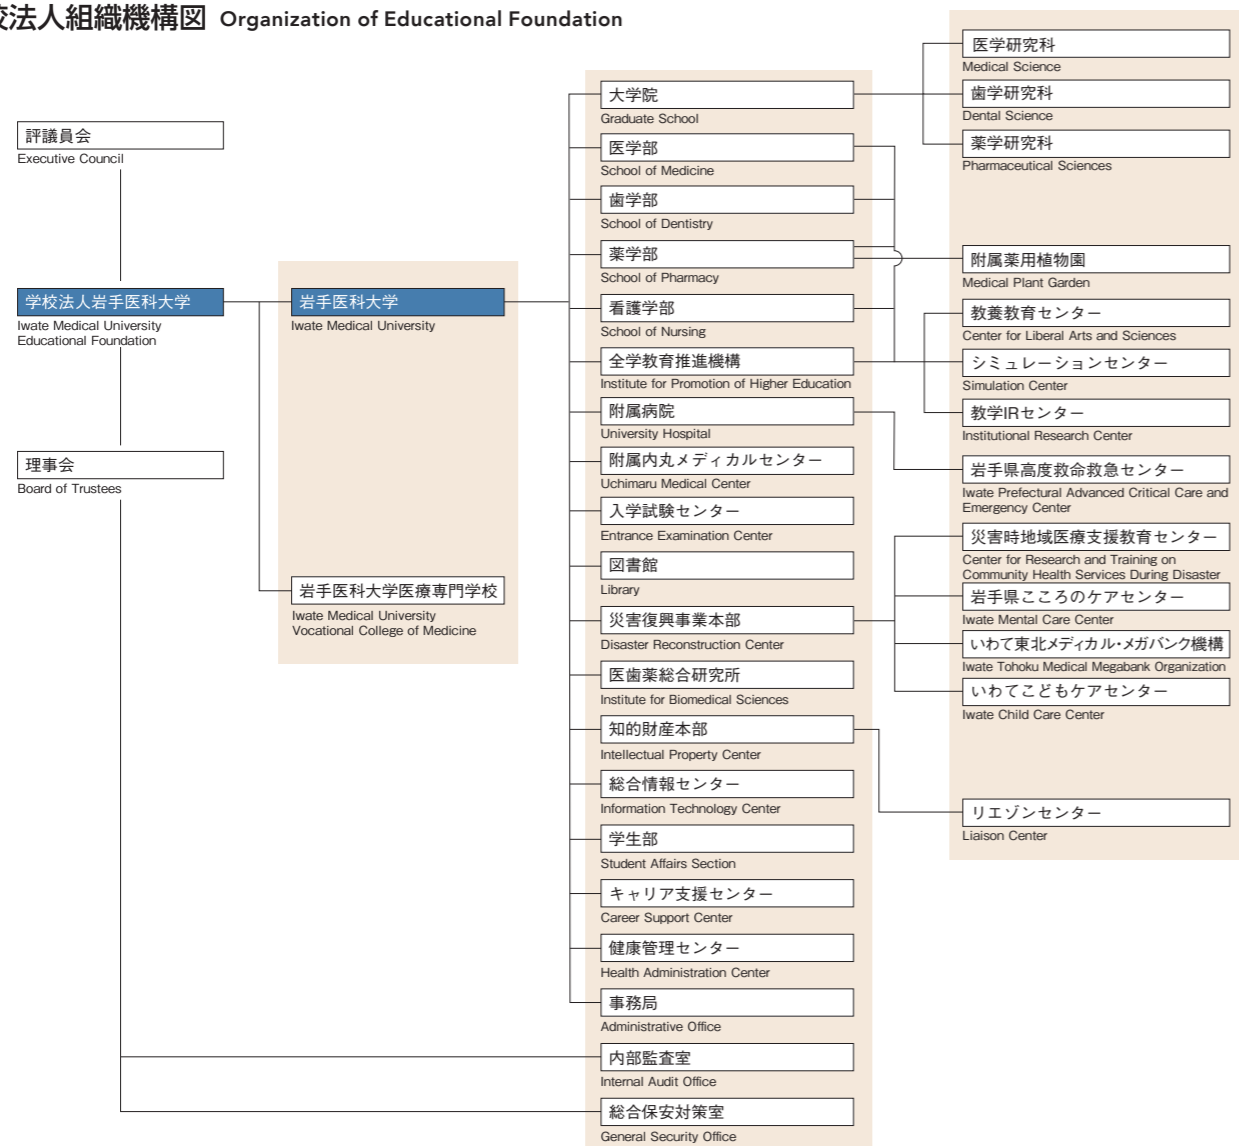 校法人組織機構図 Organization of Educational Foundation
評議員会
Executive Council
学校法人岩手医科大学
Iwate Medical University
Educational Foundation
理事会
Board of Trustees
岩手医科大学
Iwate Medical University
岩手医科大学医療専門学校
Iwate Medical University
Vocational College of Medicine
大学院
Graduate School
医学部
School of Medicine
歯学部
School of Dentistry
薬学部
School of Pharmacy
看護学部
School of Nursing
全学教育推進機構
Institute for Promotion of Higher Education
附属病院
University Hospital
附属内丸メディカルセンター
Uchimaru Medical Center
入学試験センター
Entrance Examination Center
図書館
Library
災害復興事業本部
Disaster Reconstruction Center
医歯薬総合研究所
Institute for Biomedical Sciences
知的財産本部
Intellectual Property Center
総合情報センター
Information Technology Center
学生部
Student Affairs Section
キャリア支援センター
Career Support Center
健康管理センター
Health Administration Center
事務局
Administrative Office
内部監査室
Internal Audit Office
総合保安対策室
General Security Office
医学研究科
Medical Science
歯学研究科
Dental Science
薬学研究科
Pharmaceutical Sciences
附属薬用植物園
Medical Plant Garden
教養教育センター
Center for Liberal Arts and Sciences
シミュレーションセンター
Simulation Center
教学IRセンター
Institutional Research Center
岩手県高度救命救急センター
Iwate Prefectural Advanced Critical Care and
Emergency Center
災害時地域医療支援教育センター
Center for Research and Training on
Community Health Services During Disaster
岩手県こころのケアセンター
Iwate Mental Care Center
いわて東北メディカル・メガバンク機構
Iwate Tohoku Medical Megabank Organization
いわてこどもケアセンター
Iwate Child Care Center
リエゾンセンター
Liaison Center